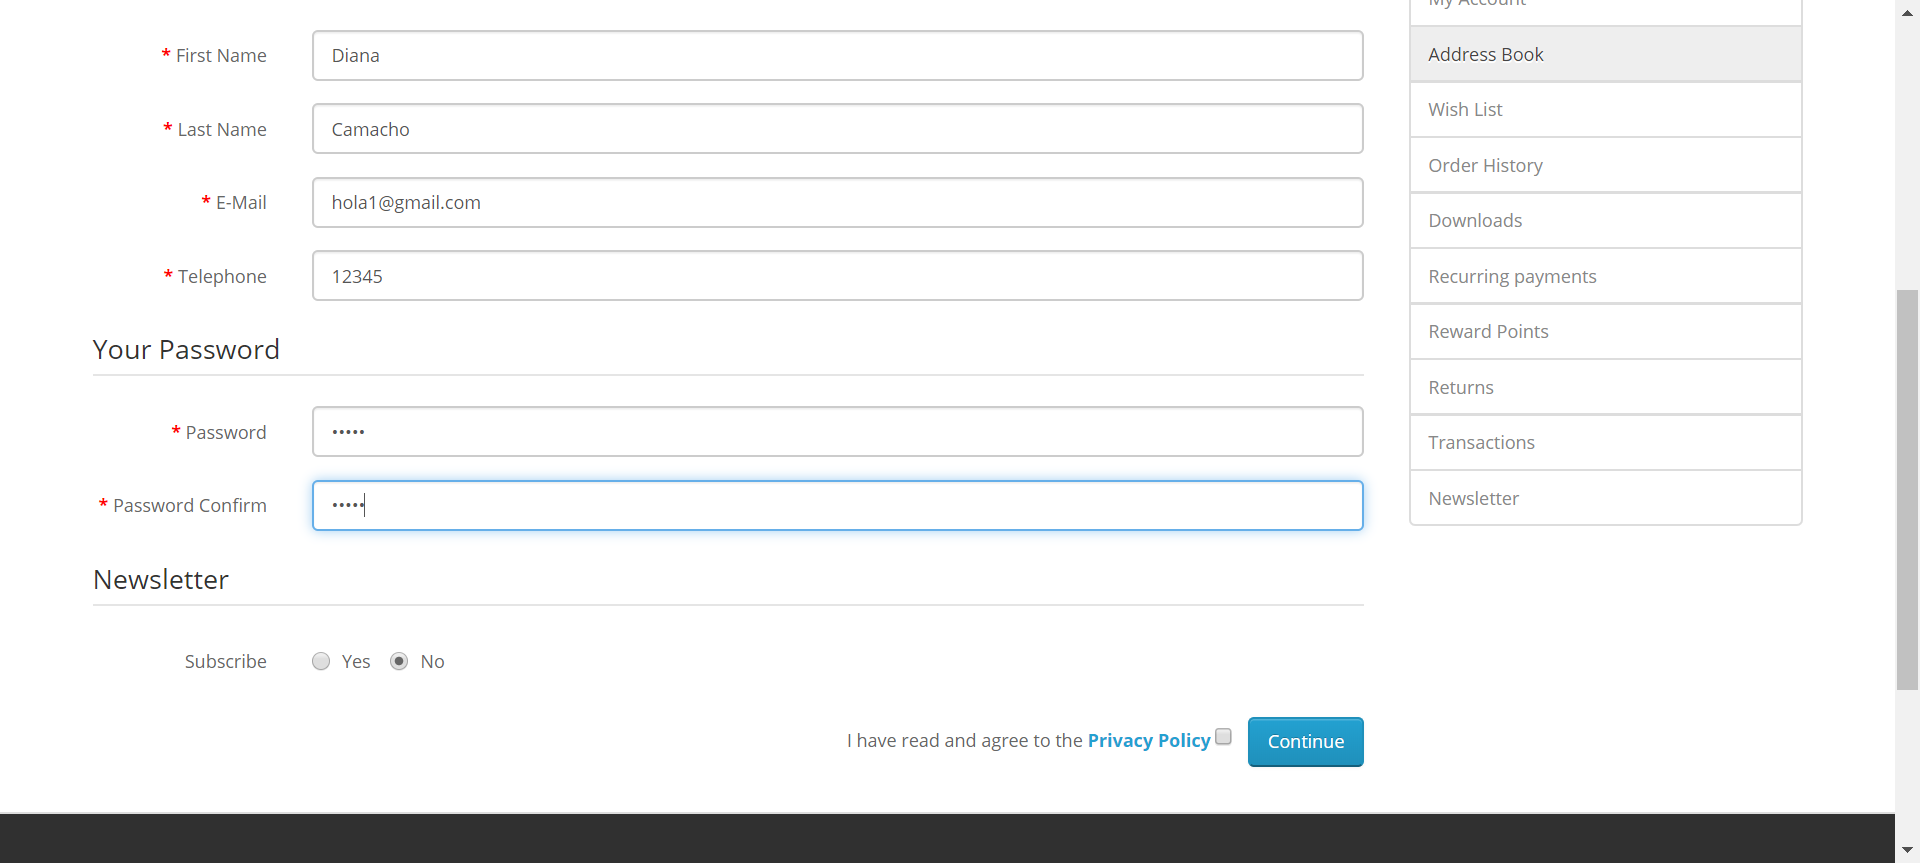 * First Name Diana
* Last Name Camacho
* E-Mail hola1@gmail.com
* Telephone 12345
Your Password
* Password •••••
* Password Confirm •••••
Newsletter
Subscribe Yes No
I have read and agree to the Privacy Policy Continue
My Account
Address Book
Wish List
Order History
Downloads
Recurring payments
Reward Points
Returns
Transactions
Newsletter